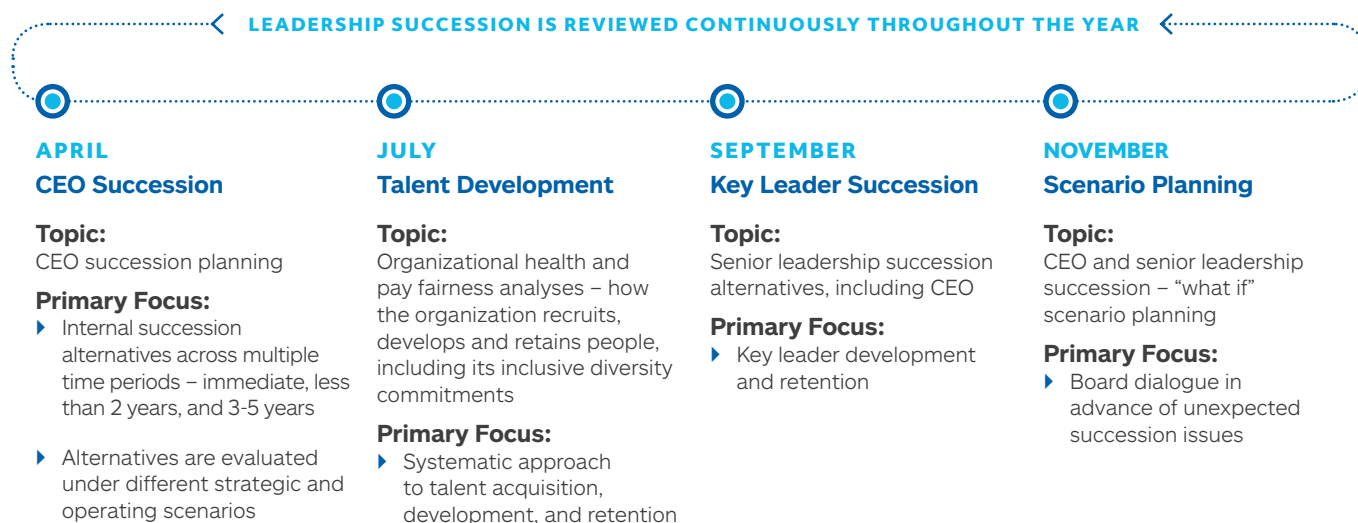 LEADERSHIP SUCCESSION IS REVIEWED CONTINUOUSLY THROUGHOUT THE YEAR
APRIL
CEO Succession
Topic:
CEO succession planning
Primary Focus:
Internal succession
alternatives across multiple
time periods – immediate, less
than 2 years, and 3-5 years
Alternatives are evaluated
under different strategic and
operating scenarios
JULY
Talent Development
Topic:
Organizational health and
pay fairness analyses – how
the organization recruits,
develops and retains people,
including its inclusive diversity
commitments
Primary Focus:
Systematic approach
to talent acquisition,
development, and retention
SEPTEMBER
Key Leader Succession
Topic:
Senior leadership succession
alternatives, including CEO
Primary Focus:
Key leader development
and retention
NOVEMBER
Scenario Planning
Topic:
CEO and senior leadership
succession – “what if”
scenario planning
Primary Focus:
Board dialogue in
advance of unexpected
succession issues